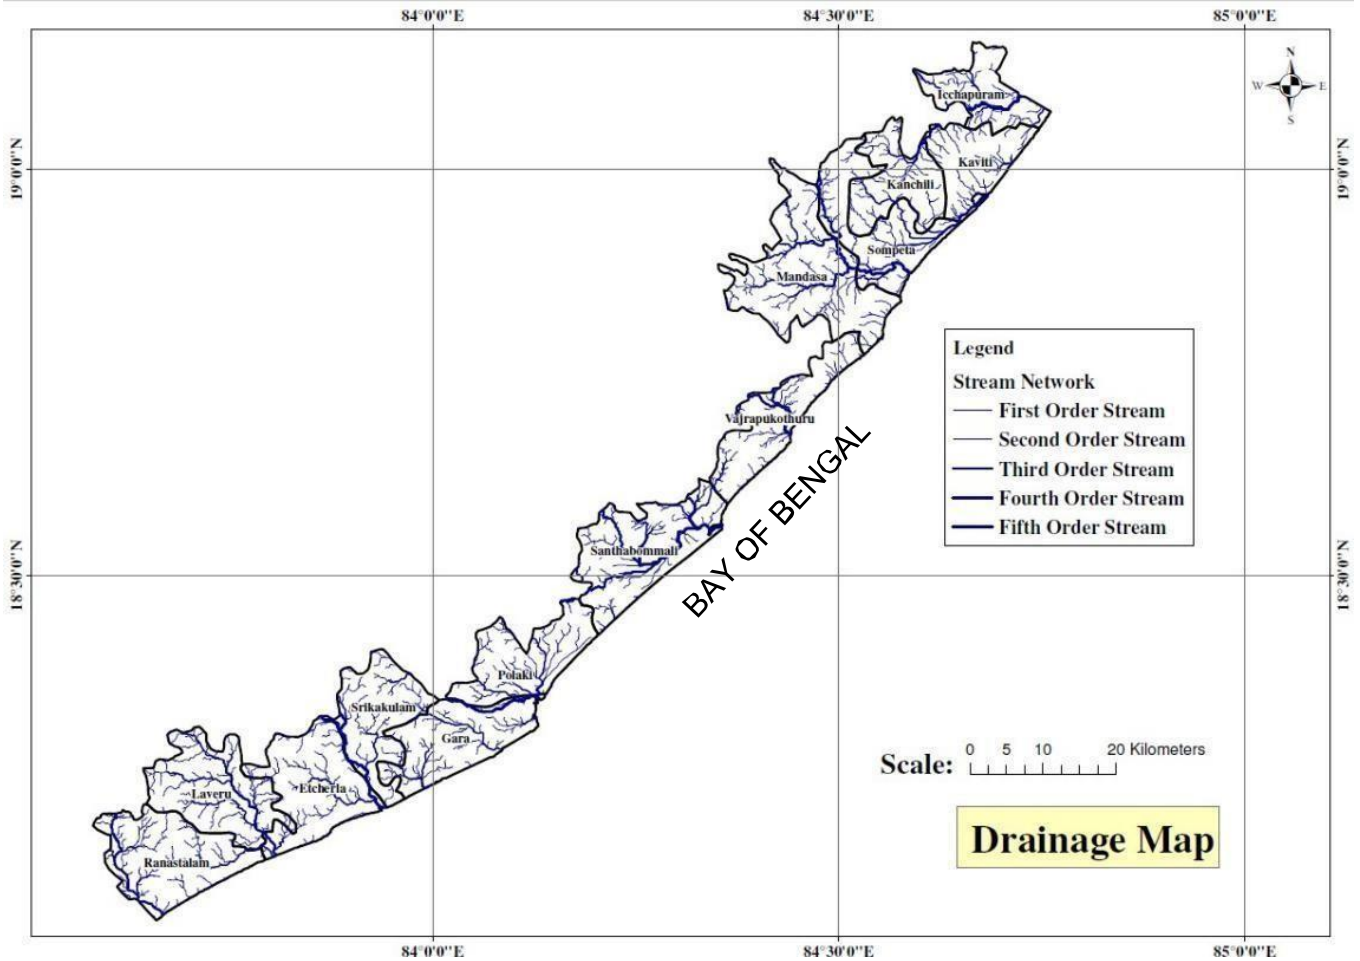 84°0'0"E 84°30'0"E 85°0'0"E
N
W E
S
Icchapuram
Kaviti
19°0'0"N 19°0'0"N
Kanchili
Sompeta
Mandasa
Legend
Stream Network
First Order Stream
Second Order Stream
Third Order Stream
Fourth Order Stream
Fifth Order Stream
Vajrapukothuru
BAY OF BENGAL
Santhabommali
18°30'0"N 18°30'0"N
Polaki
Srikakulam
Gara
Scale: 0 5 10 20 Kilometers
Etcherla
Laveru
Drainage Map
Ranastalam
84°0'0"E 84°30'0"E 85°0'0"E